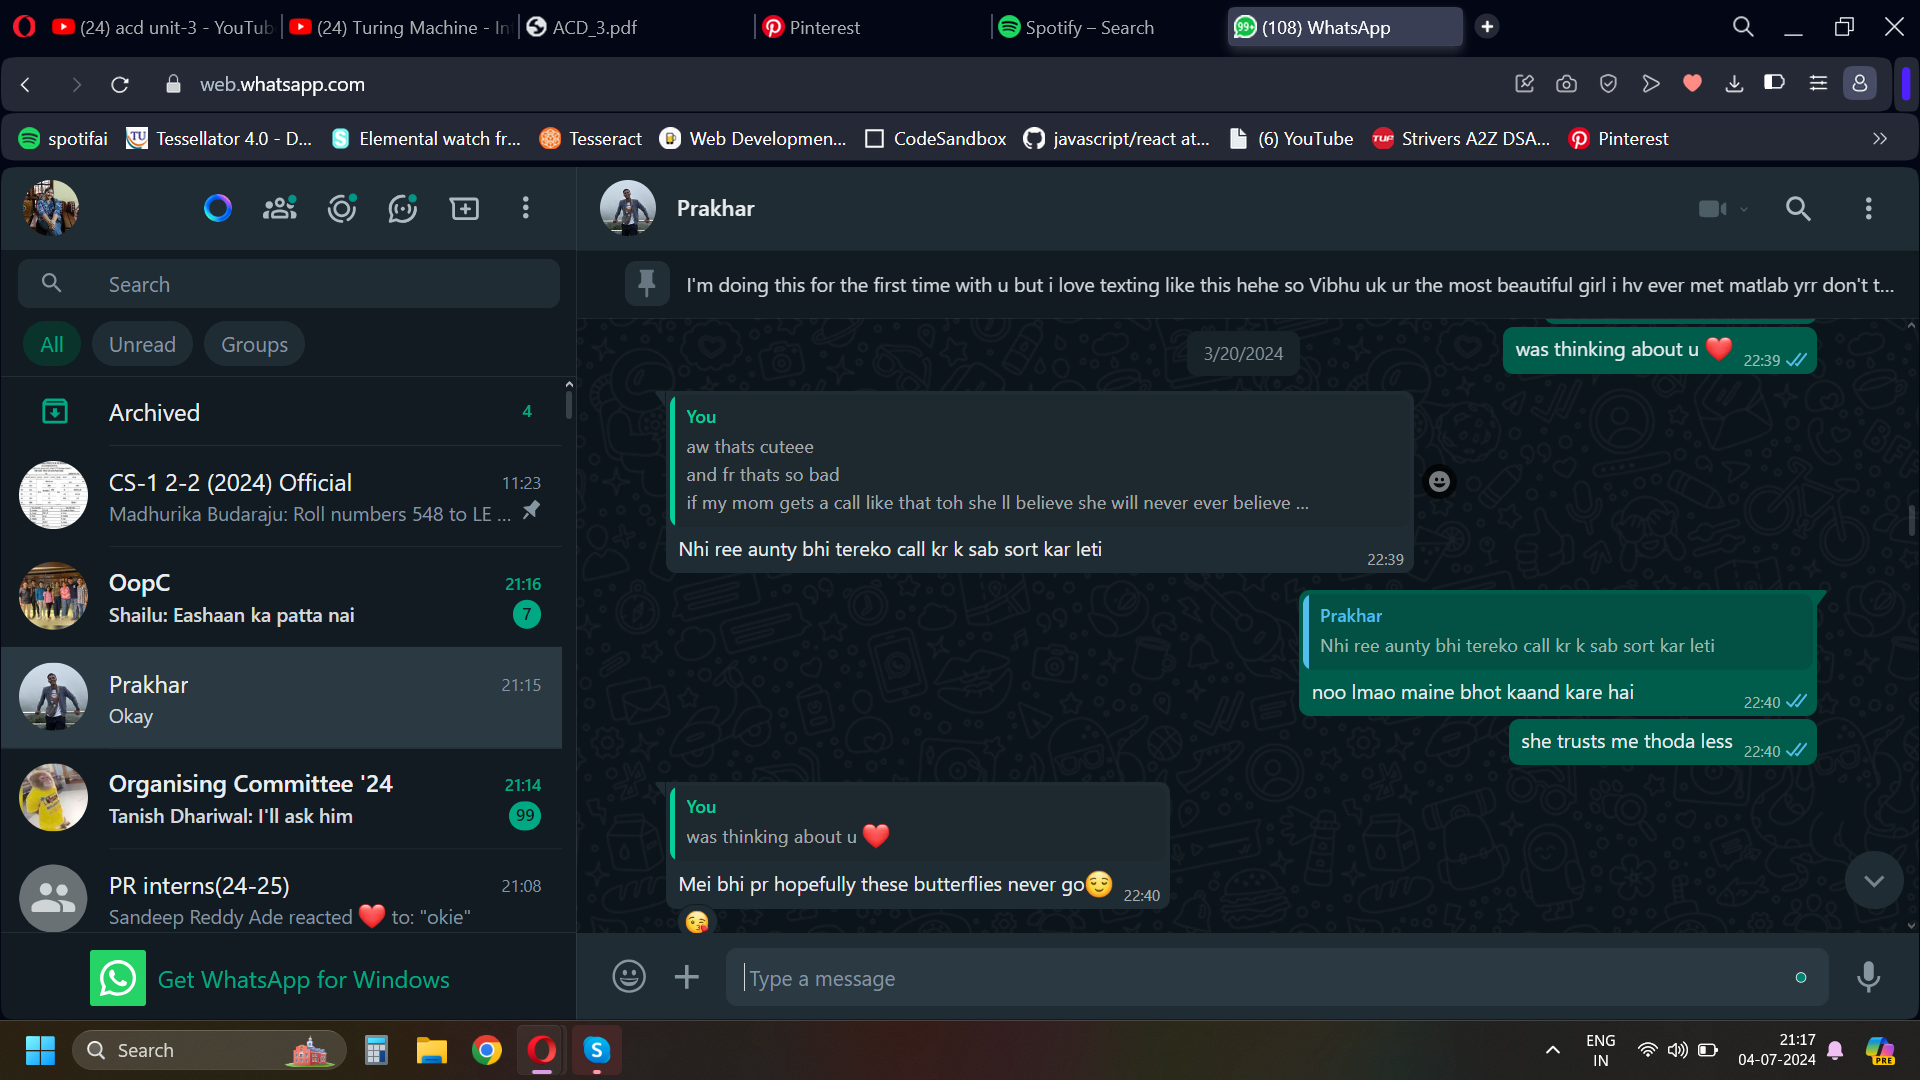 (24) acd unit-3 - YouTub
(24) Turing Machine - In
ACD_3.pdf
Pinterest
Spotify – Search
99+
(108) WhatsApp
web.whatsapp.com
spotifai
TU
Tessellator 4.0 - D...
Elemental watch fr...
Tesseract
Web Developmen...
CodeSandbox
javascript/react at...
(6) YouTube
TUF
Strivers A2Z DSA...
Pinterest
Search
All
Unread
Groups
Archived
4
CS-1 2-2 (2024) Official
11:23
Madhurika Budaraju: Roll numbers 548 to LE ...
OopC
21:16
Shailu: Eashaan ka patta nai
7
Prakhar
21:15
Okay
Organising Committee '24
21:14
Tanish Dhariwal: I'll ask him
99
PR interns(24-25)
21:08
Sandeep Reddy Ade reacted ❤️ to: "okie"
Get WhatsApp for Windows
Prakhar
I'm doing this for the first time with u but i love texting like this hehe so Vibhu uk ur the most beautiful girl i hv ever met matlab yrr don't t...
3/20/2024
was thinking about u ❤️
22:39
You
aw thats cuteee
and fr thats so bad
if my mom gets a call like that toh she ll believe she will never ever believe ...
Nhi ree aunty bhi tereko call kr k sab sort kar leti
22:39
Prakhar
Nhi ree aunty bhi tereko call kr k sab sort kar leti
noo lmao maine bhot kaand kare hai
22:40
she trusts me thoda less
22:40
You
was thinking about u ❤️
Mei bhi pr hopefully these butterflies never go😌
22:40
😘
Type a message
Search
ENG
IN
21:17
04-07-2024
PRE